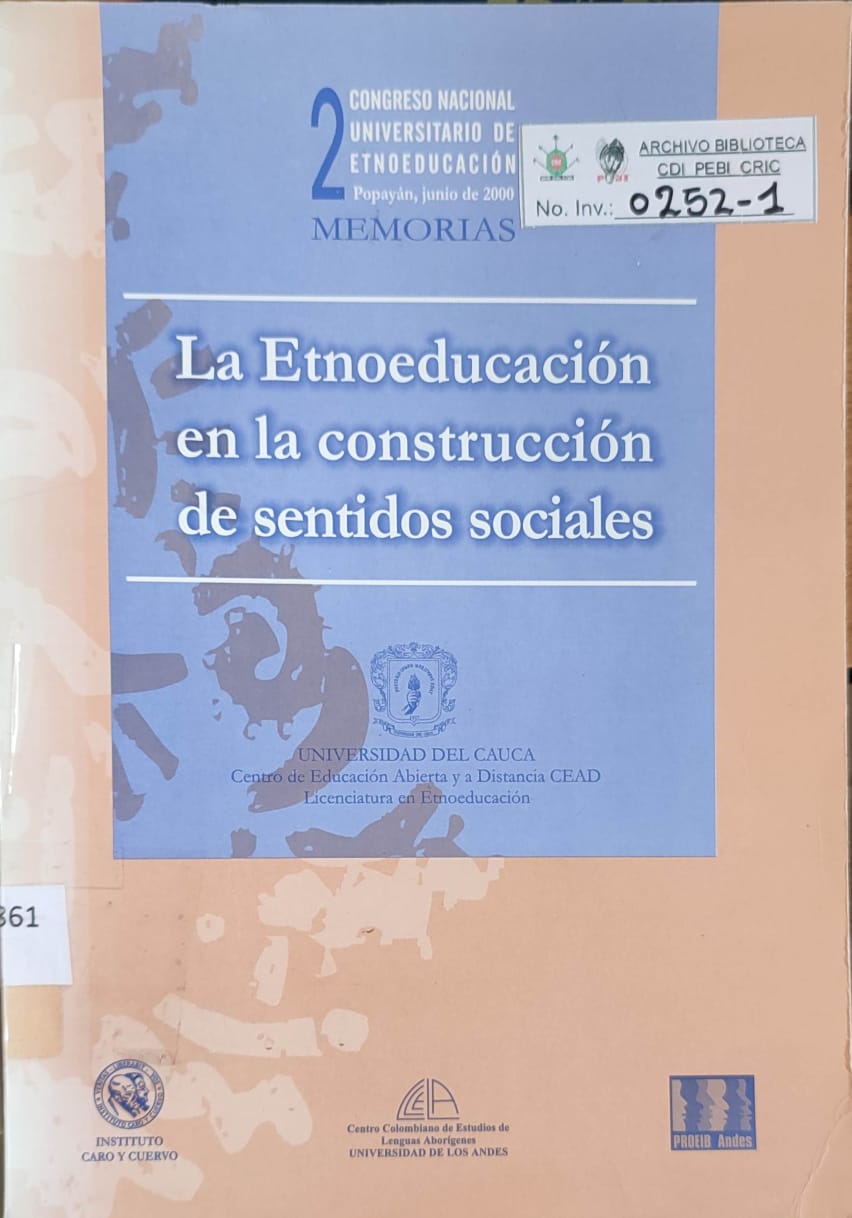 2
CONGRESO NACIONAL
UNIVERSITARIO DE
ETNOEDUCACIÓN
Popayán, junio de 2000
MEMORIAS
ARCHIVO BIBLIOTECA
CDI PEBI CRIC
No. Inv.: 0252-1
La Etnoeducación
en la construcción
de sentidos sociales
UNIVERSIDAD DEL CAUCA
Centro de Educación Abierta y a Distancia CEAD
Licenciatura en Etnoeducación
861
INSTITUTO
CARO Y CUERVO
Centro Colombiano de Estudios de
Lenguas Aborígenes
UNIVERSIDAD DE LOS ANDES
PROEIB Andes